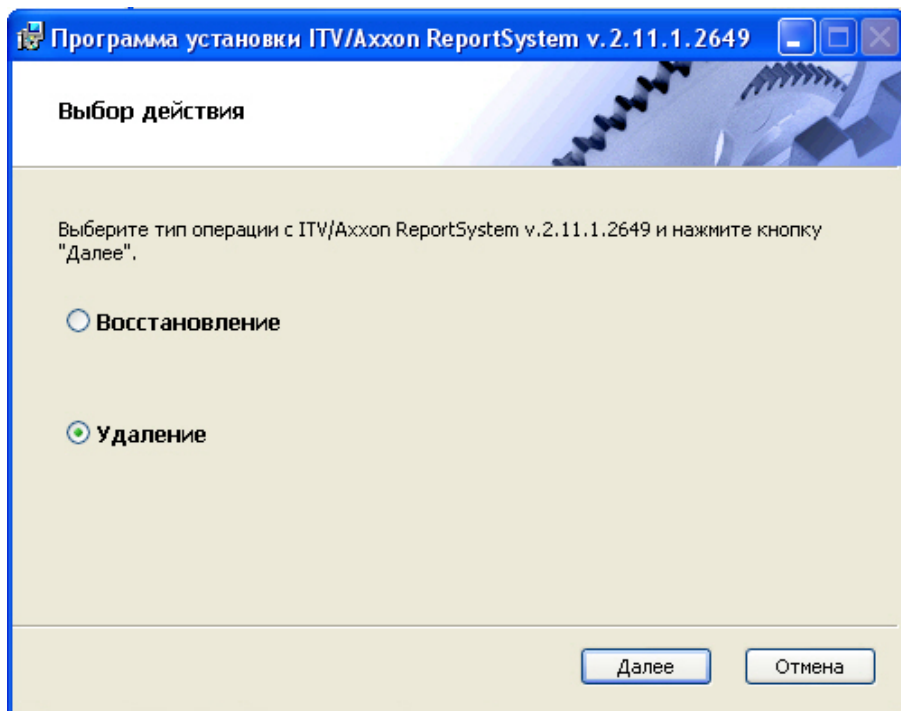 Программа установки ITV/Axxon ReportSystem v.2.11.1.2649
Выбор действия
Выберите тип операции с ITV/Axxon ReportSystem v.2.11.1.2649 и нажмите кнопку
"Далее".
Восстановление
Удаление
Далее
Отмена